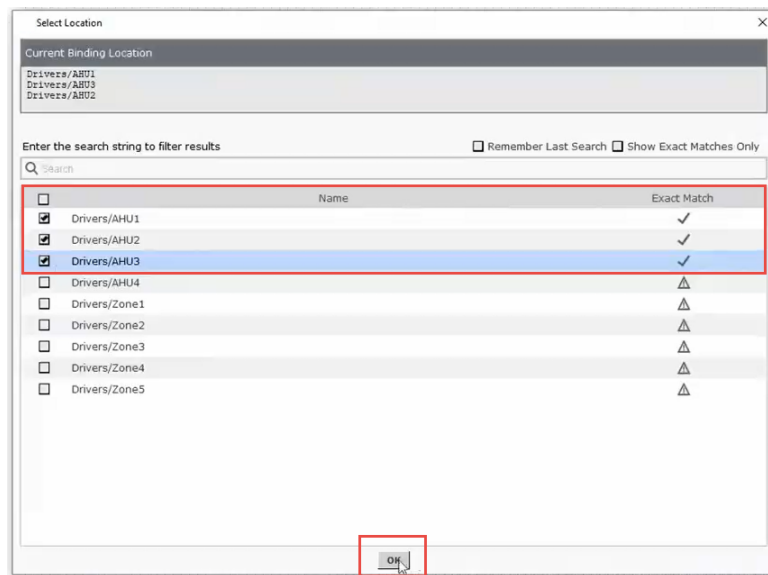 Select Location
Current Binding Location
Drivers/AHU1
Drivers/AHU3
Drivers/AHU2
Enter the search string to filter results
Remember Last Search Show Exact Matches Only
Search
Name Exact Match
Drivers/AHU1
Drivers/AHU2
Drivers/AHU3
Drivers/AHU4
Drivers/Zone1
Drivers/Zone2
Drivers/Zone3
Drivers/Zone4
Drivers/Zone5
OK